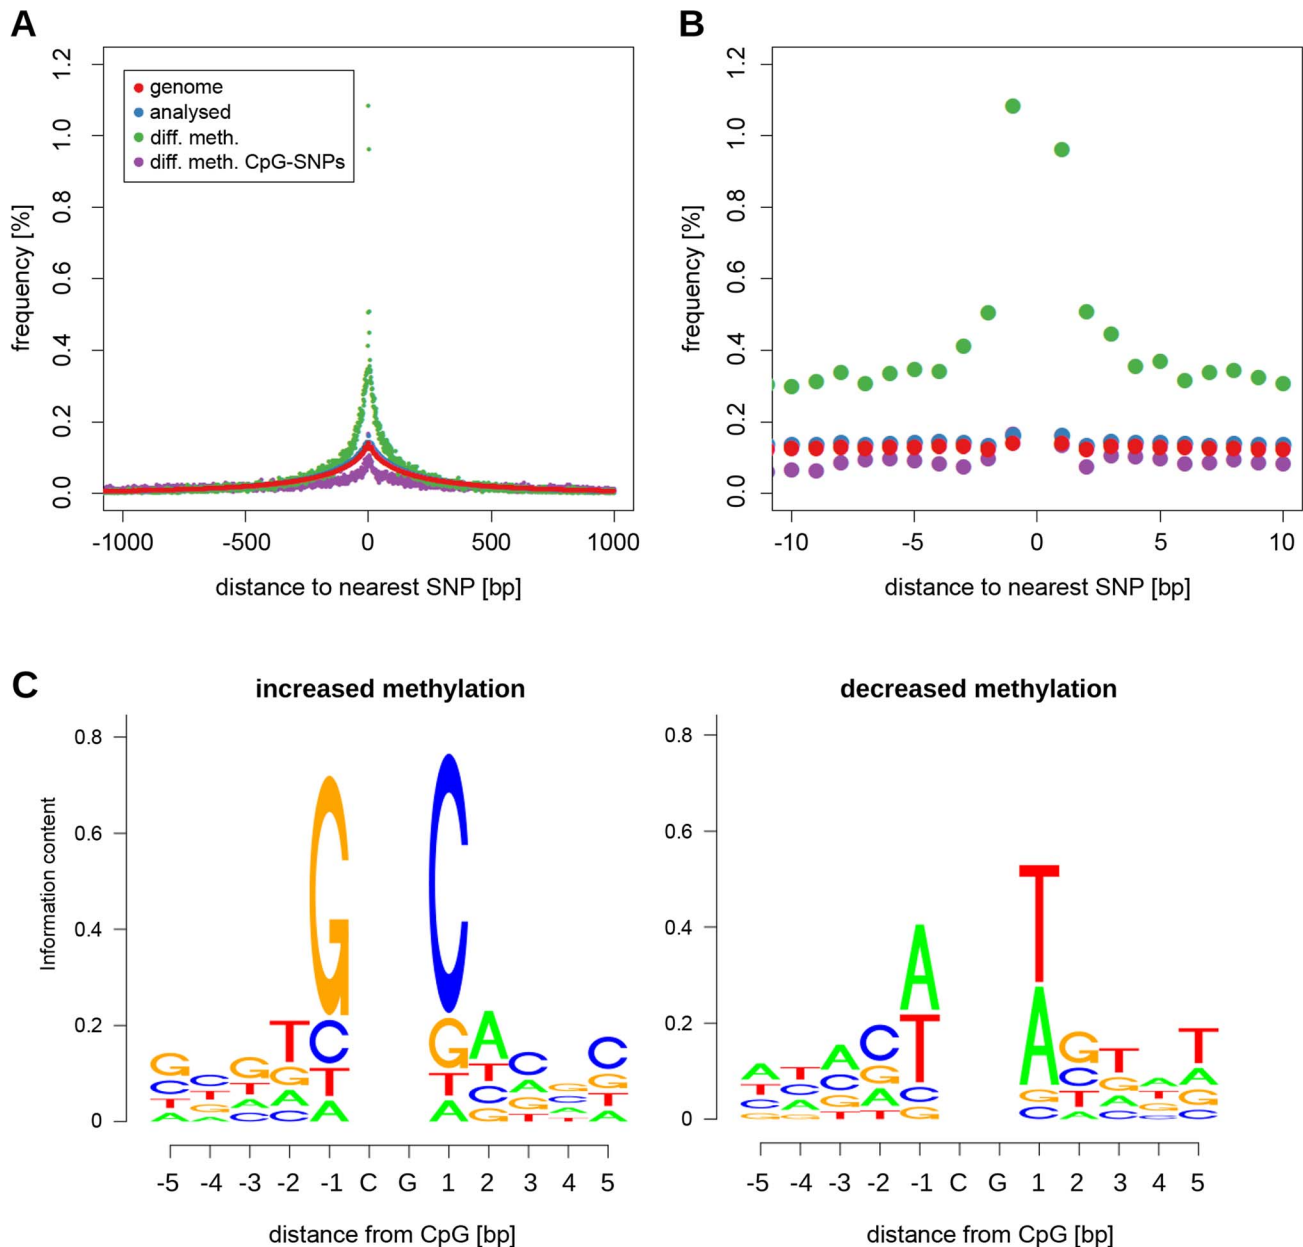 A
B
1.2
1.0
0.8
0.6
0.4
0.2
0.0
frequency [%]
genome
analysed
diff. meth.
diff. meth. CpG-SNPs
-1000 -500 0 500 1000
distance to nearest SNP [bp]
1.2
1.0
0.8
0.6
0.4
0.2
0.0
frequency [%]
-10 -5 0 5 10
distance to nearest SNP [bp]
C
increased methylation
0.8
0.6
0.4
0.2
0
Information content
G C T A
C T G A
G T A C
T G A C
G C T A
C G T A
A T C G
C A G T
G C A T
C G T A
-5 -4 -3 -2 -1 C G 1 2 3 4 5
distance from CpG [bp]
decreased methylation
0.8
0.6
0.4
0.2
0
A T C G
T C A G
A C G T
C G A T
A T C G
T A G C
G C T A
T G A C
A T G C
T A G C
-5 -4 -3 -2 -1 C G 1 2 3 4 5
distance from CpG [bp]